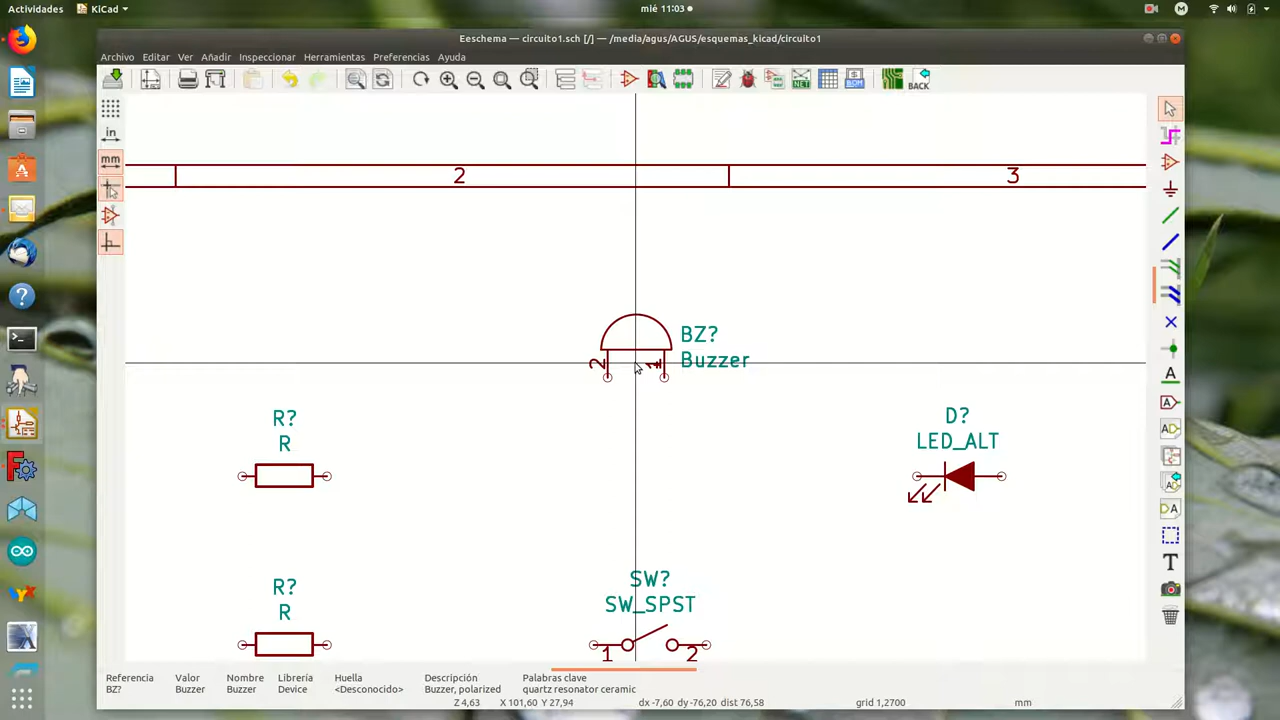 Actividades
KiCad
mié 11:03
Eeschema — circuito1.sch [/] — /media/agus/AGUS/esquemas_kicad/circuito1
Archivo Editar Ver Añadir Inspeccionar Herramientas Preferencias Ayuda
NET
BOM
BACK
in
mm
2
3
BZ?
Buzzer
2
1
R?
R
D?
LED_ALT
R?
R
SW?
SW_SPST
1
2
A
A
T
Referencia Valor Nombre Librería Huella Descripción Palabras clave
BZ? Buzzer Buzzer Device <Desconocido> Buzzer, polarized quartz resonator ceramic
Z 4,63 X 101,60 Y 27,94 dx -7,60 dy -76,20 dist 76,58 grid 1,2700 mm